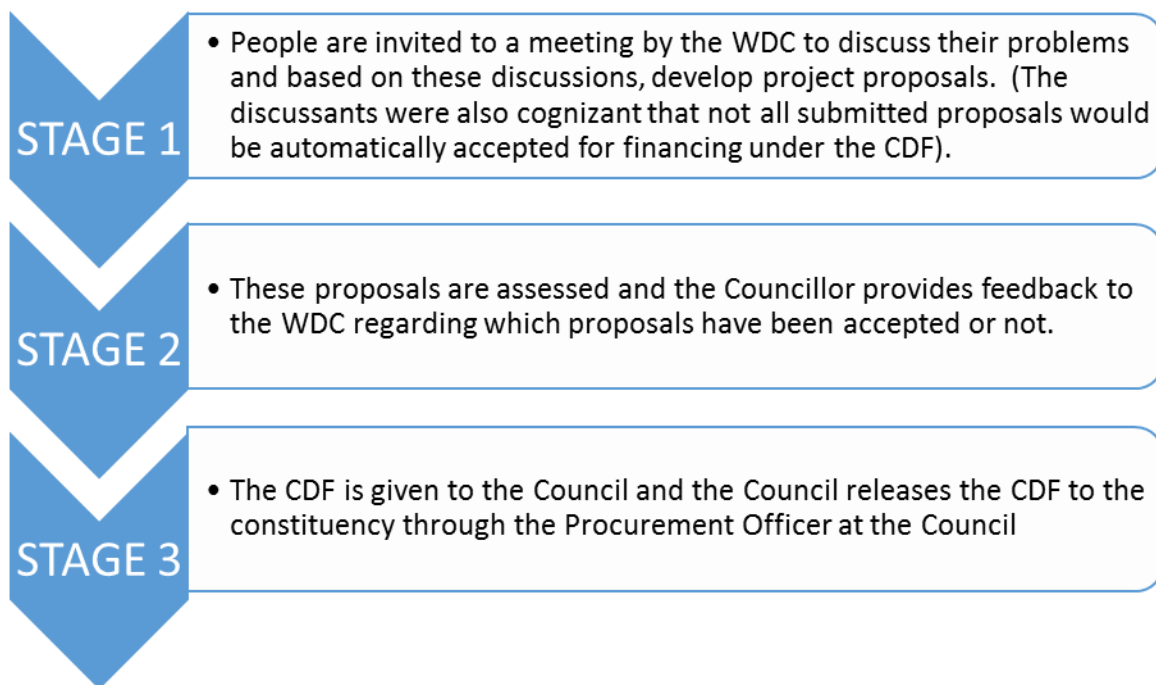 STAGE 1
• People are invited to a meeting by the WDC to discuss their problems
and based on these discussions, develop project proposals.  (The
discussants were also cognizant that not all submitted proposals would
be automatically accepted for financing under the CDF).
STAGE 2
• These proposals are assessed and the Councillor provides feedback to
the WDC regarding which proposals have been accepted or not.
STAGE 3
• The CDF is given to the Council and the Council releases the CDF to the
constituency through the Procurement Officer at the Council